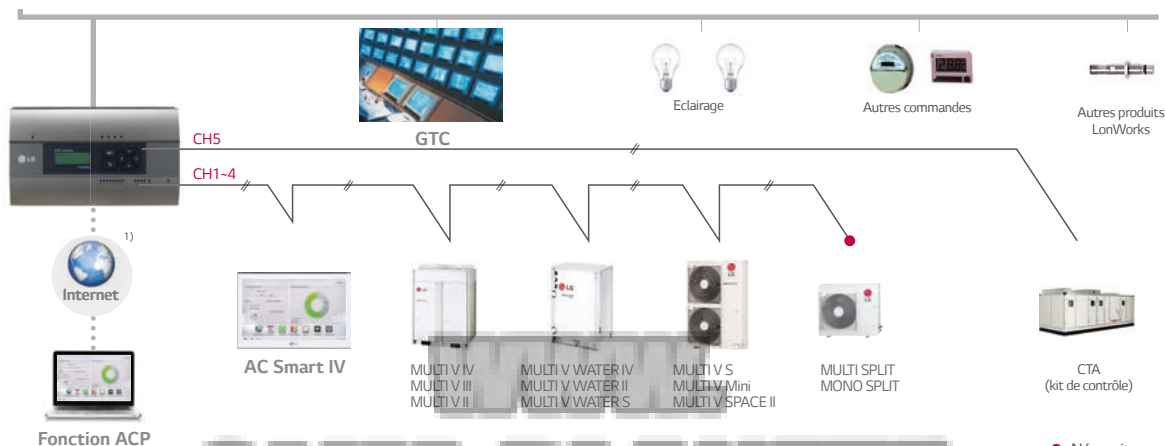 Eclairage
Autres commandes
Autres produits
LonWorks
GTC
CH5
CH1~4
LG
1)
Internet
AC Smart IV
MULTI V IV
MULTI V III
MULTI V II
MULTI V WATER IV
MULTI V WATER II
MULTI V WATER S
MULTI V S
MULTI V Mini
MULTI V SPACE II
MULTI SPLIT
MONO SPLIT
CTA
(kit de contrôle)
Fonction ACP